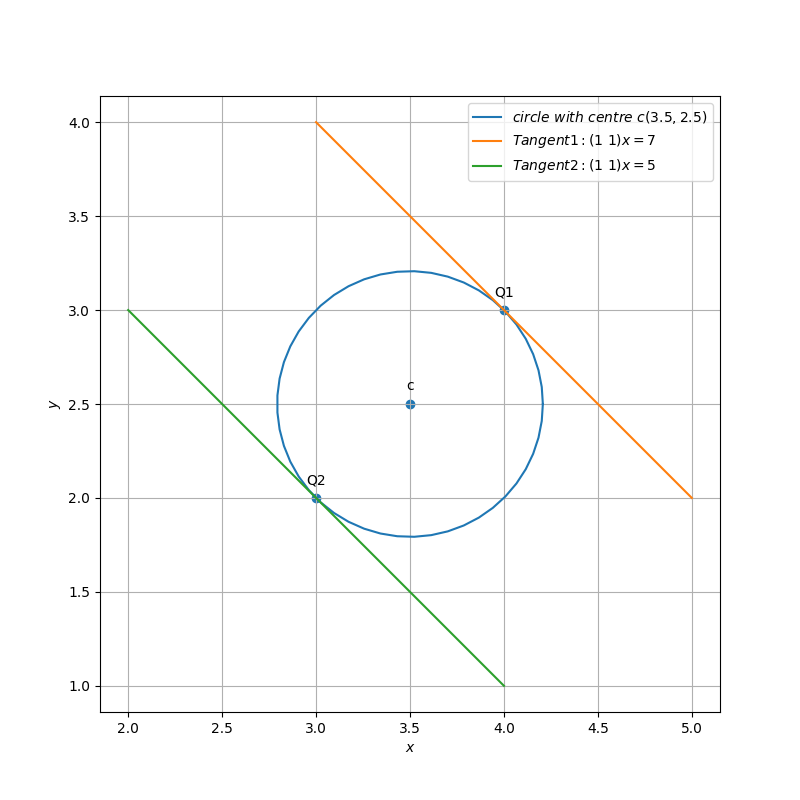 circle with centre c(3.5, 2.5)
Tangent1: (1 1)x = 7
Tangent2: (1 1)x = 5
4.0
3.5
3.0
2.5
2.0
1.5
1.0
y
Q1
c
Q2
2.0 2.5 3.0 3.5 4.0 4.5 5.0
x